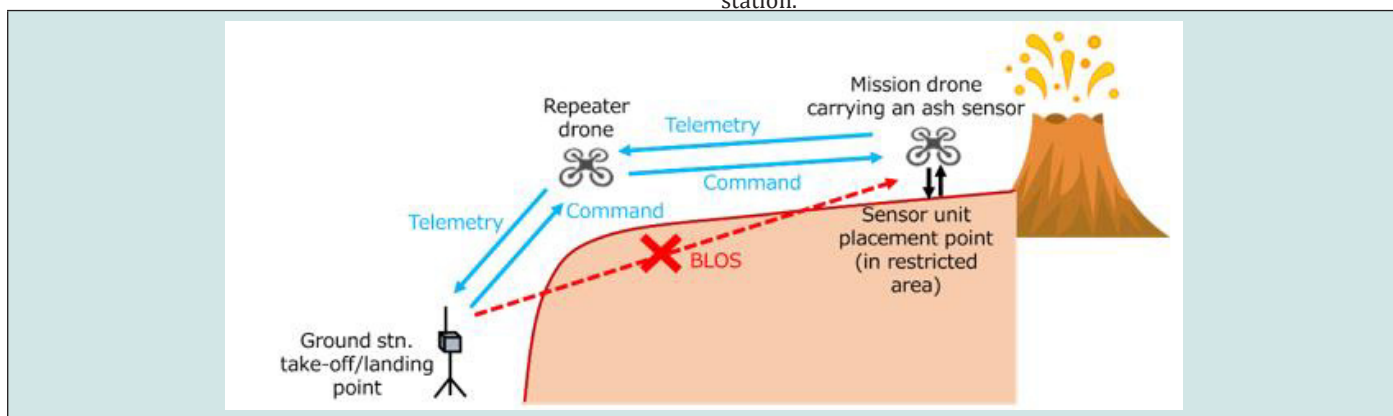 station.
Repeater
drone
Telemetry
Mission drone
carrying an ash sensor
Command
Telemetry
Command
BLOS
Sensor unit
placement point
(in restricted
area)
Ground stn.
take-off/landing
point